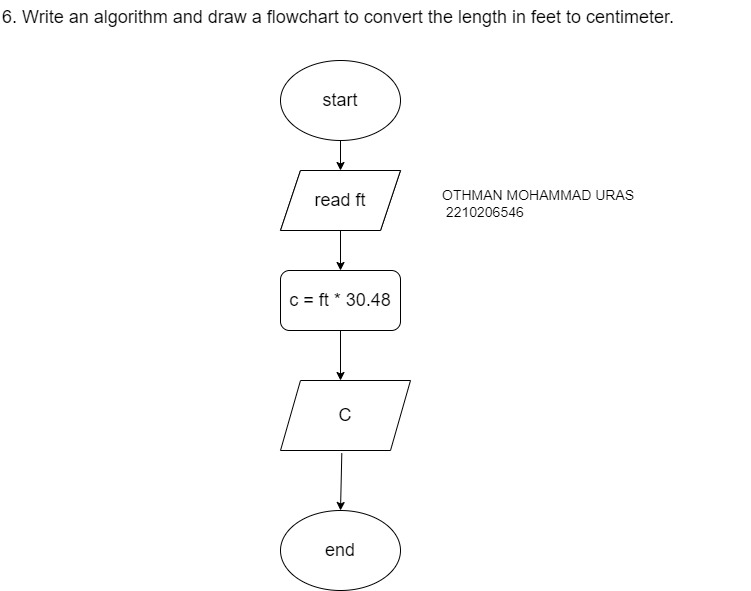 6. Write an algorithm and draw a flowchart to convert the length in feet to centimeter.
start
read ft
OTHMAN MOHAMMAD URAS
2210206546
c = ft * 30.48
C
end